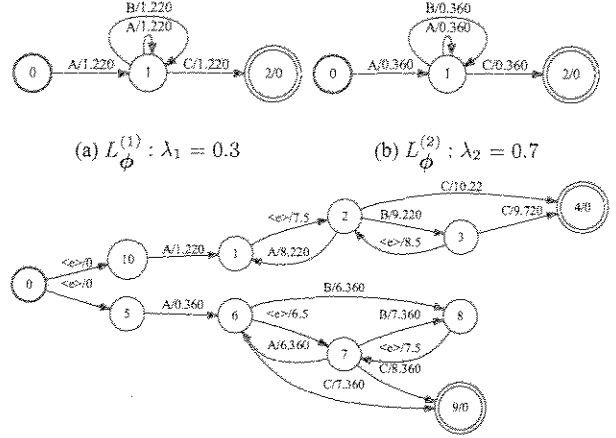 B/1.220
A/1.220
0
A/1.220
1
C/1.220
2/0
B/0.360
A/0.360
0
A/0.360
1
C/0.360
2/0
(a) L_ϕ^(1) : λ₁ = 0.3
(b) L_ϕ^(2) : λ₂ = 0.7
C/10.22
<e>/7.5
2
B/9.220
C/9.720
4/0
A/1.220
1
A/8.220
<e>/8.5
3
<e>/0
10
0
<e>/0
5
A/0.360
6
B/6.360
<e>/6.5
B/7.360
8
A/6.360
7
<e>/7.5
C/8.360
C/7.360
9/0